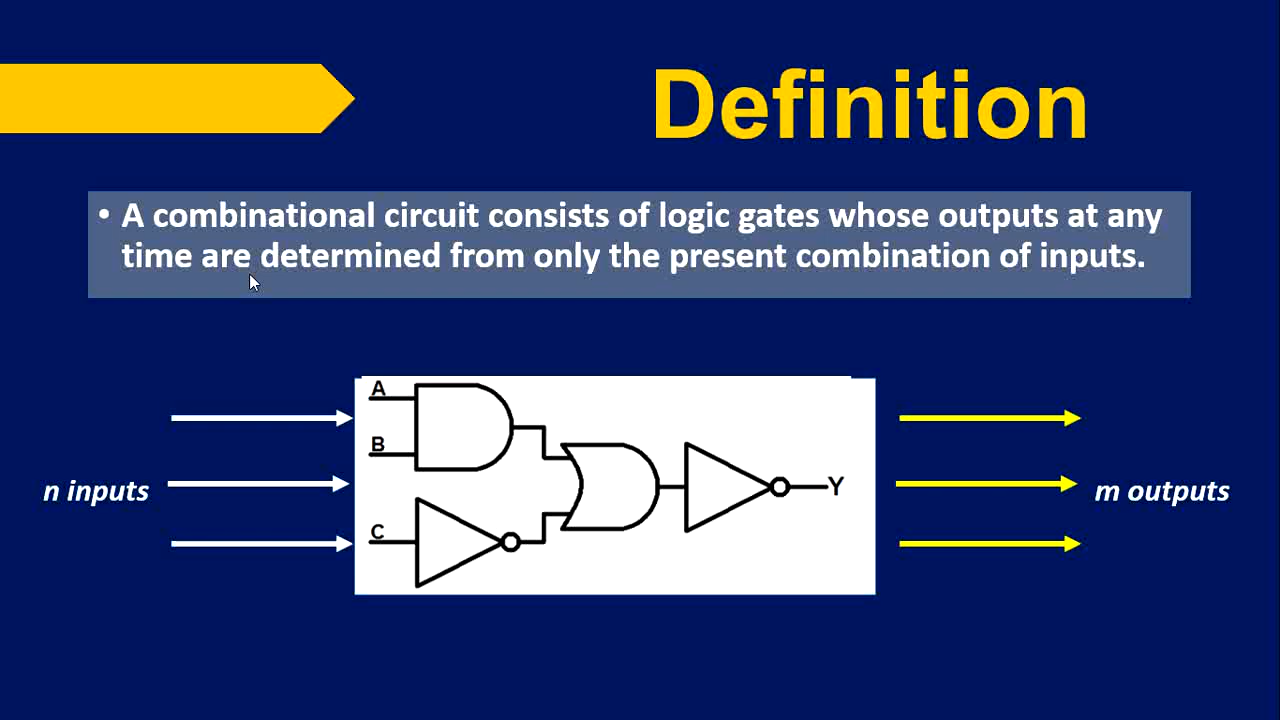 Definition
• A combinational circuit consists of logic gates whose outputs at any
time are determined from only the present combination of inputs.
A
B
C
Y
n inputs
m outputs